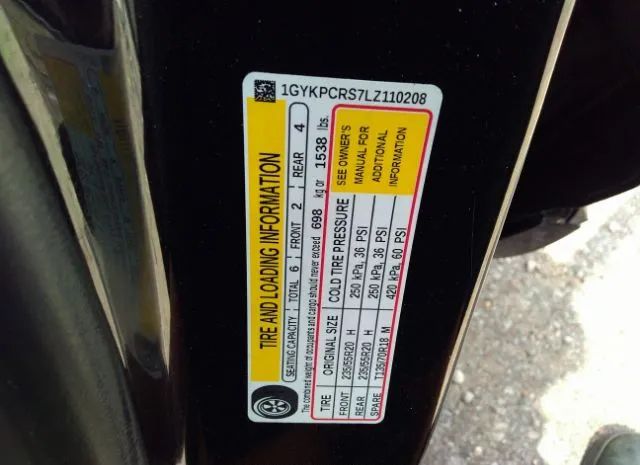 1GYKPCRS7LZ110208
TIRE AND LOADING INFORMATION
SEATING CAPACITY TOTAL 6 FRONT 2 REAR 4
The combined weight of occupants and cargo should never exceed 698 kg or 1538 lbs.
TIRE ORIGINAL SIZE COLD TIRE PRESSURE SEE OWNER'S
FRONT 235/55R20 H 250 kPa, 36 PSI MANUAL FOR
REAR 235/55R20 H 250 kPa, 36 PSI ADDITIONAL
SPARE T135/70R18 M 420 kPa, 60 PSI INFORMATION